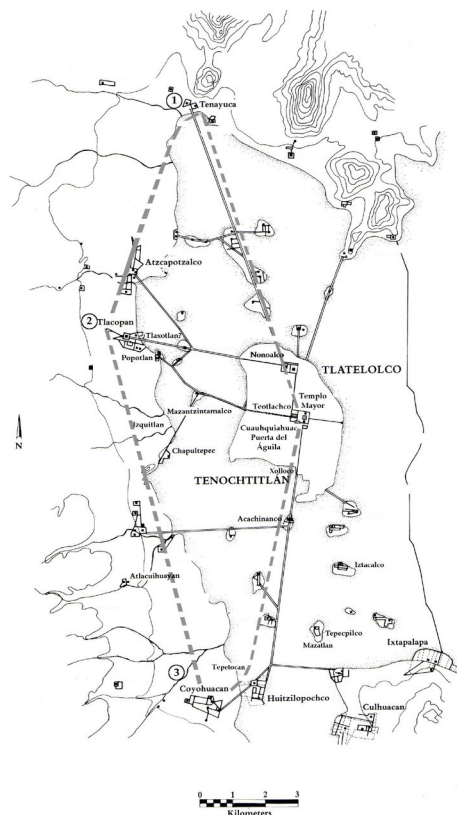 1
Tenayuca
Atzcapotzalco
2
Tlacopan
Tlaxotlan?
Popotlan
Nonoalco
TLATELOLCO
Teotlachco
Templo
Mayor
Mazantzintamalco
Cuauhquiahuac
Puerta del
Águila
Izquitlan
Chapultepec
Xolloco
N
TENOCHTITLÁN
Acachinanco
Iztacalco
Atlacuihuayan
Tepecpilco
Mazatlan
Ixtapalapa
3
Tepetocan
Coyohuacan
Huitzilopochco
Culhuacan
0 1 2 3
Kilometers